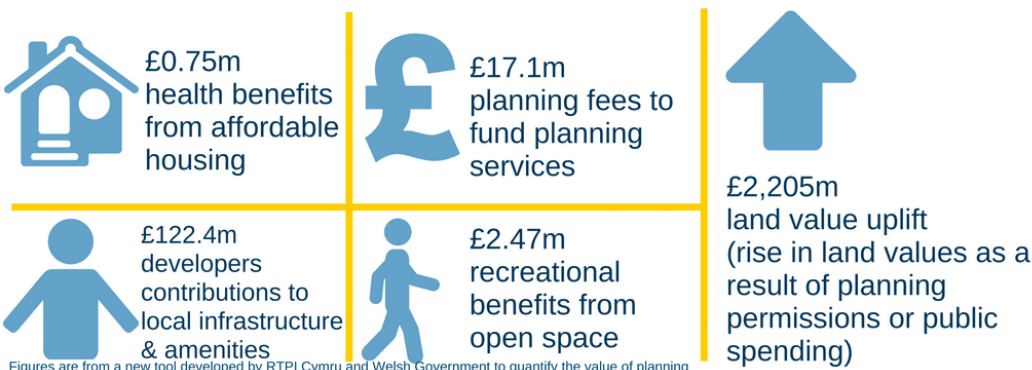 £0.75m
health benefits
from affordable
housing
£17.1m
planning fees to
fund planning
services
£2,205m
land value uplift
(rise in land values as a
result of planning
permissions or public
spending)
£122.4m
developers
contributions to
local infrastructure
& amenities
£2.47m
recreational
benefits from
open space
Figures are from a new tool developed by RTPI Cymru and Welsh Government to quantify the value of planning